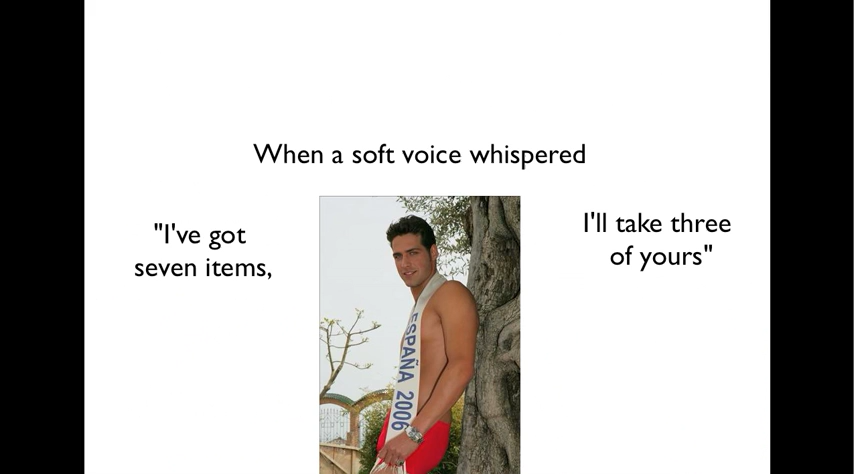 When a soft voice whispered
"I've got
seven items,
I'll take three
of yours"
ESPAÑA 2006